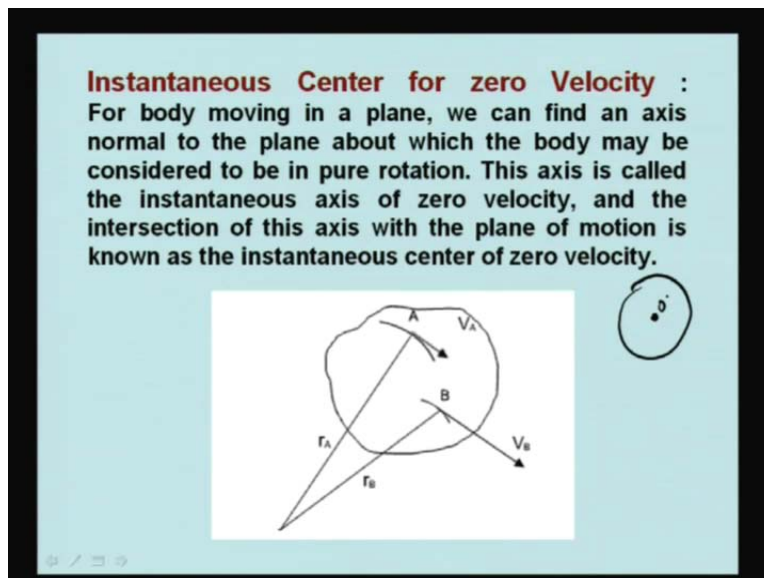 Instantaneous Center for zero Velocity :
For body moving in a plane, we can find an axis
normal to the plane about which the body may be
considered to be in pure rotation. This axis is called
the instantaneous axis of zero velocity, and the
intersection of this axis with the plane of motion is
known as the instantaneous center of zero velocity.
O
A
VA
B
rA
VB
rB